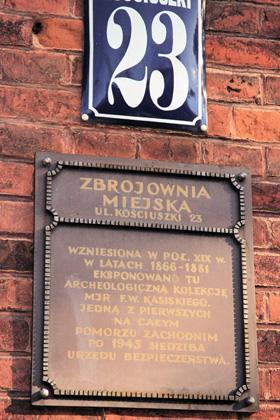 KOŚCIUSZKI
23
ZBROJOWNIA
MIEJSKA
UL. KOŚCIUSZKI 23
WZNIESIONA W POŁ. XIX W.
W LATACH 1866-1881
EKSPONOWANO TU
ARCHEOLOGICZNĄ KOLEKCJĘ
MJR F.W. KASISKIEGO.
JEDNĄ Z PIERWSZYCH
NA CAŁYM
POMORZU ZACHODNIM
PO 1945 SIEDZIBA
URZĘDU BEZPIECZEŃSTWA.